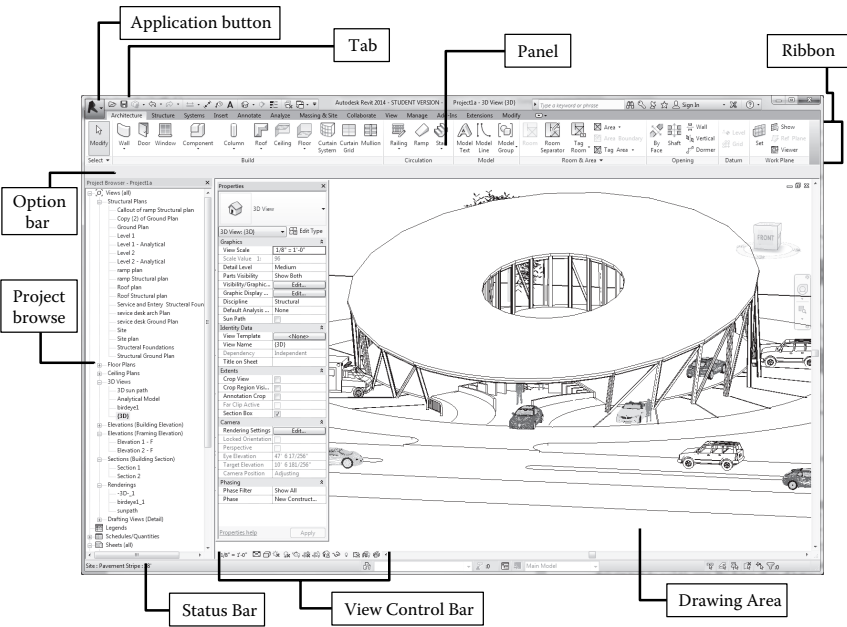 Application button
Tab
Panel
Ribbon
Autodesk Revit 2014 - STUDENT VERSION - Project1a - 3D View: {3D}
Type a keyword or phrase
Sign In
Architecture Structure Systems Insert Annotate Analyze Massing & Site Collaborate View Manage Add-Ins Extensions Modify
Modify Wall Door Window Component Column Roof Ceiling Floor Curtain System Curtain Grid Mullion Railing Ramp Stair Model Text Model Line Model Group Room Room Separator Tag Room Area Area Boundary Tag Area By Face Shaft Wall Vertical Dormer Level Grid Set Show Ref Plane Viewer
Select Build Circulation Model Room & Area Opening Datum Work Plane
Option
bar
Project
browse
Project Browser - Project1a
Views (all)
Structural Plans
Callout of ramp Structural plan
Copy (2) of Ground Plan
Ground Plan
Level 1
Level 1 - Analytical
Level 2
Level 2 - Analytical
ramp plan
ramp Structural plan
Roof plan
Roof Structural plan
Service and Entery Structeral Foun
sevice desk arch Plan
sevice desk Ground Plan
Site
Site plan
Structeral Foundations
Structural Ground Plan
Floor Plans
Ceiling Plans
3D Views
3D sun path
Analytical Model
birdeye1
{3D}
Elevations (Building Elevation)
Elevations (Framing Elevation)
Elevation 1 - F
Elevation 2 - F
Sections (Building Section)
Section 1
Section 2
Renderings
-3D-_1
birdeye1_1
sunpath
Drafting Views (Detail)
Legends
Schedules/Quantities
Sheets (all)
Properties
3D View
3D View: {3D} Edit Type
Graphics
View Scale 1/8" = 1'-0"
Scale Value 1: 96
Detail Level Medium
Parts Visibility Show Both
Visibility/Graphic... Edit...
Graphic Display ... Edit...
Discipline Structural
Default Analysis ... None
Sun Path
Identity Data
View Template <None>
View Name {3D}
Dependency Independent
Title on Sheet
Extents
Crop View
Crop Region Visi...
Annotation Crop
Far Clip Active
Section Box
Camera
Rendering Settings Edit...
Locked Orientation
Perspective
Eye Elevation 47' 6 17/256"
Target Elevation 10' 6 181/256"
Camera Position Adjusting
Phasing
Phase Filter Show All
Phase New Construct...
Properties help Apply
FRONT
1/8" = 1'-0"
Site : Pavement Stripe : 8'
:0 Main Model :0
Status Bar
View Control Bar
Drawing Area